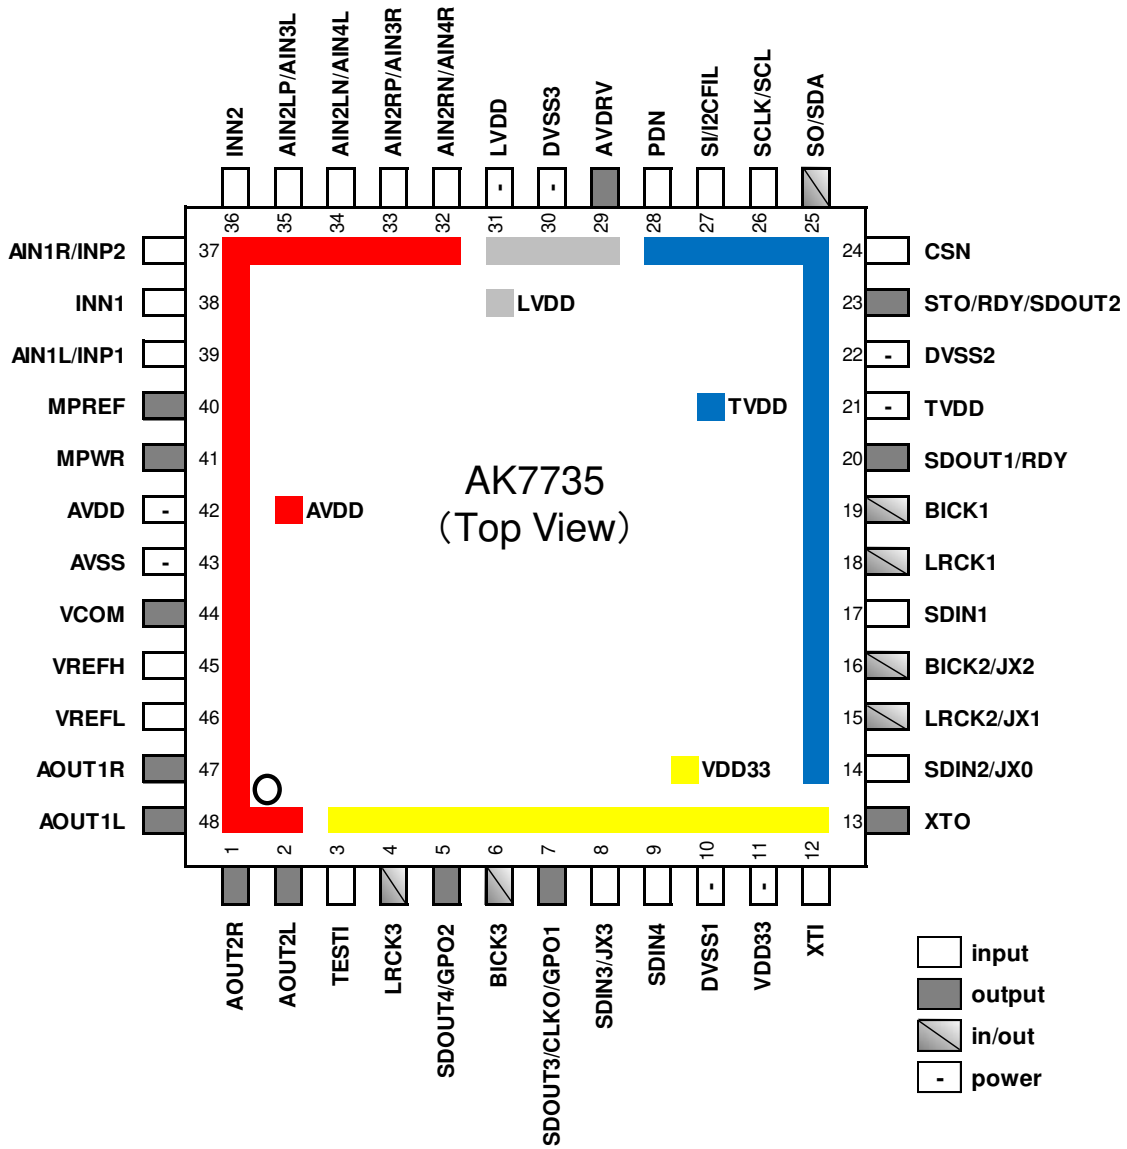 INN2
AIN2LP/AIN3L
AIN2LN/AIN4L
AIN2RP/AIN3R
AIN2RN/AIN4R
LVDD
DVSS3
AVDRV
PDN
SI/I2CFIL
SCLK/SCL
SO/SDA
- -
36 35 34 33 32 31 30 29 28 27 26 25
AIN1R/INP2 37
INN1 38
AIN1L/INP1 39
MPREF 40
MPWR 41
AVDD - 42
AVSS - 43
VCOM 44
VREFH 45
VREFL 46
AOUT1R 47
AOUT1L 48
LVDD
TVDD
AVDD
VDD33
AK7735
（Top View）
24 CSN
23 STO/RDY/SDOUT2
22 - DVSS2
21 - TVDD
20 SDOUT1/RDY
19 BICK1
18 LRCK1
17 SDIN1
16 BICK2/JX2
15 LRCK2/JX1
14 SDIN2/JX0
13 XTO
1 2 3 4 5 6 7 8 9 10 11 12
- -
AOUT2R
AOUT2L
TESTI
LRCK3
SDOUT4/GPO2
BICK3
SDOUT3/CLKO/GPO1
SDIN3/JX3
SDIN4
DVSS1
VDD33
XTI
input
output
in/out
- power